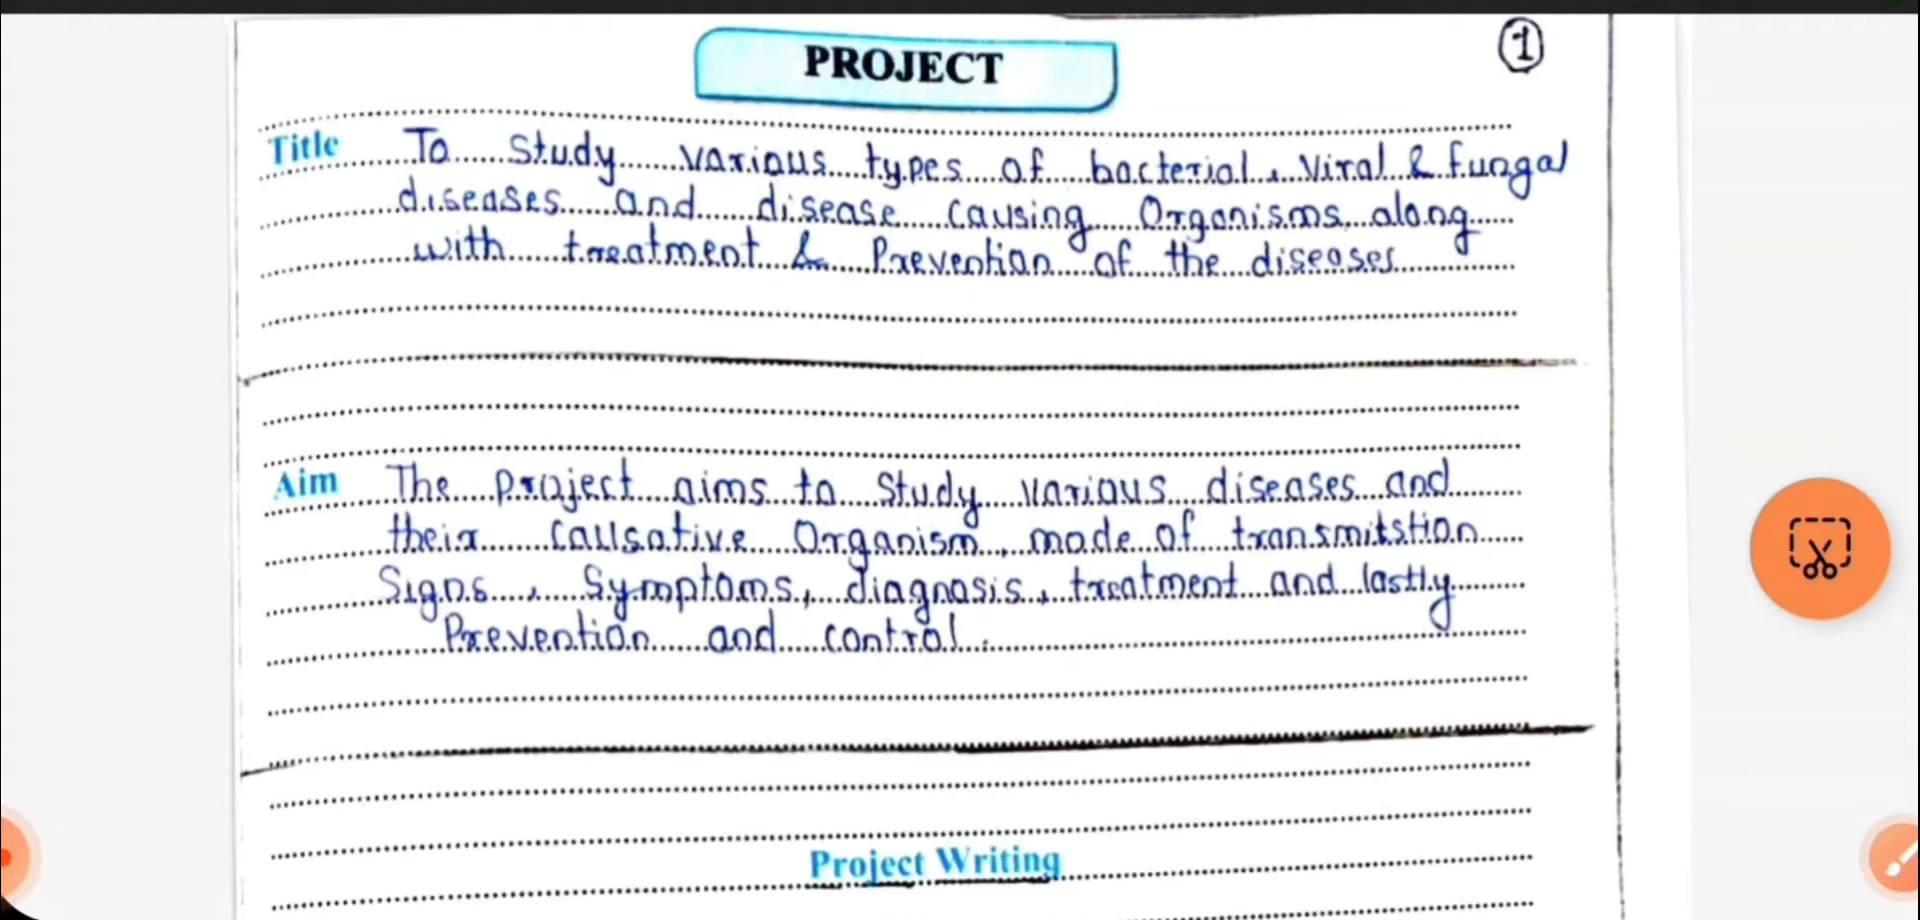 PROJECT
1
Title To study various types of bacterial, viral & fungal
diseases and disease causing Organisms along
with treatment & Prevention of the diseases
Aim The project aims to study various diseases and
their causative Organism, mode of transmitstion
Signs, Symptoms, diagnosis, treatment and lastly
Prevention and control.
Project Writing